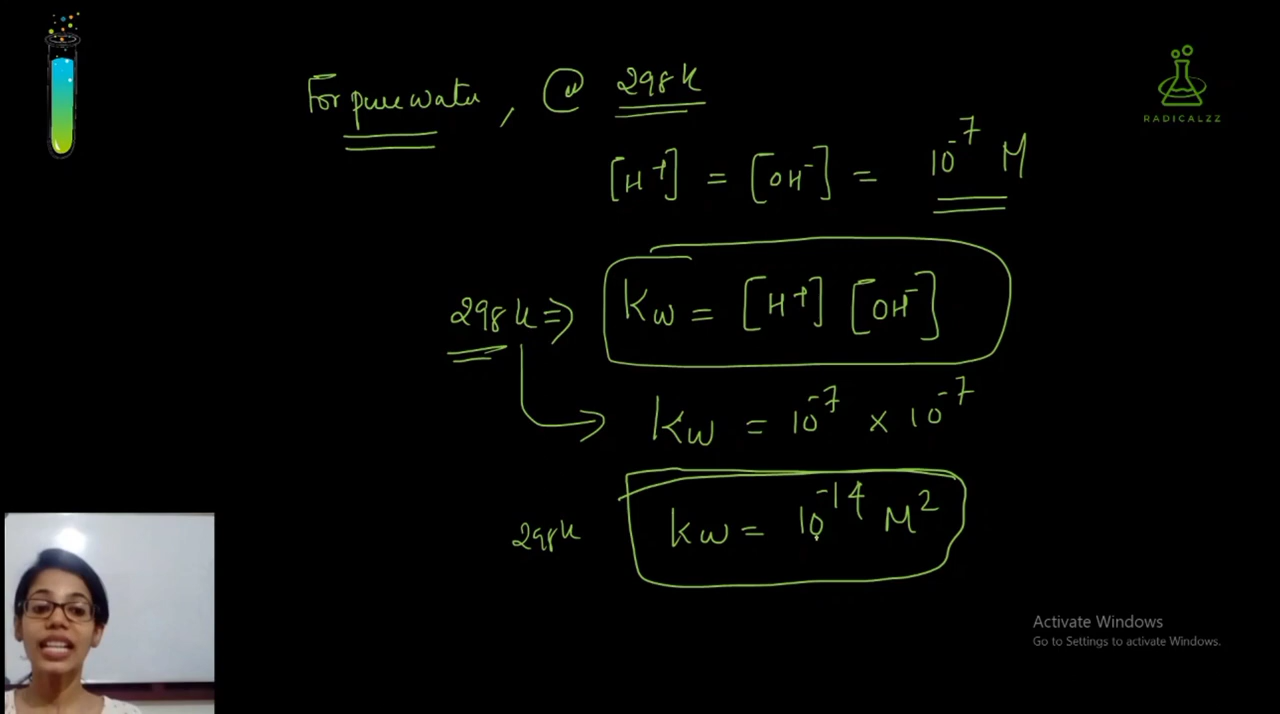 For pure water, @ 298K
RADICALZZ
[H+] = [OH-] = 10^-7 M
298K => Kw = [H+] [OH-]
Kw = 10^-7 x 10^-7
298K Kw = 10^-14 M^2
Activate Windows
Go to Settings to activate Windows.